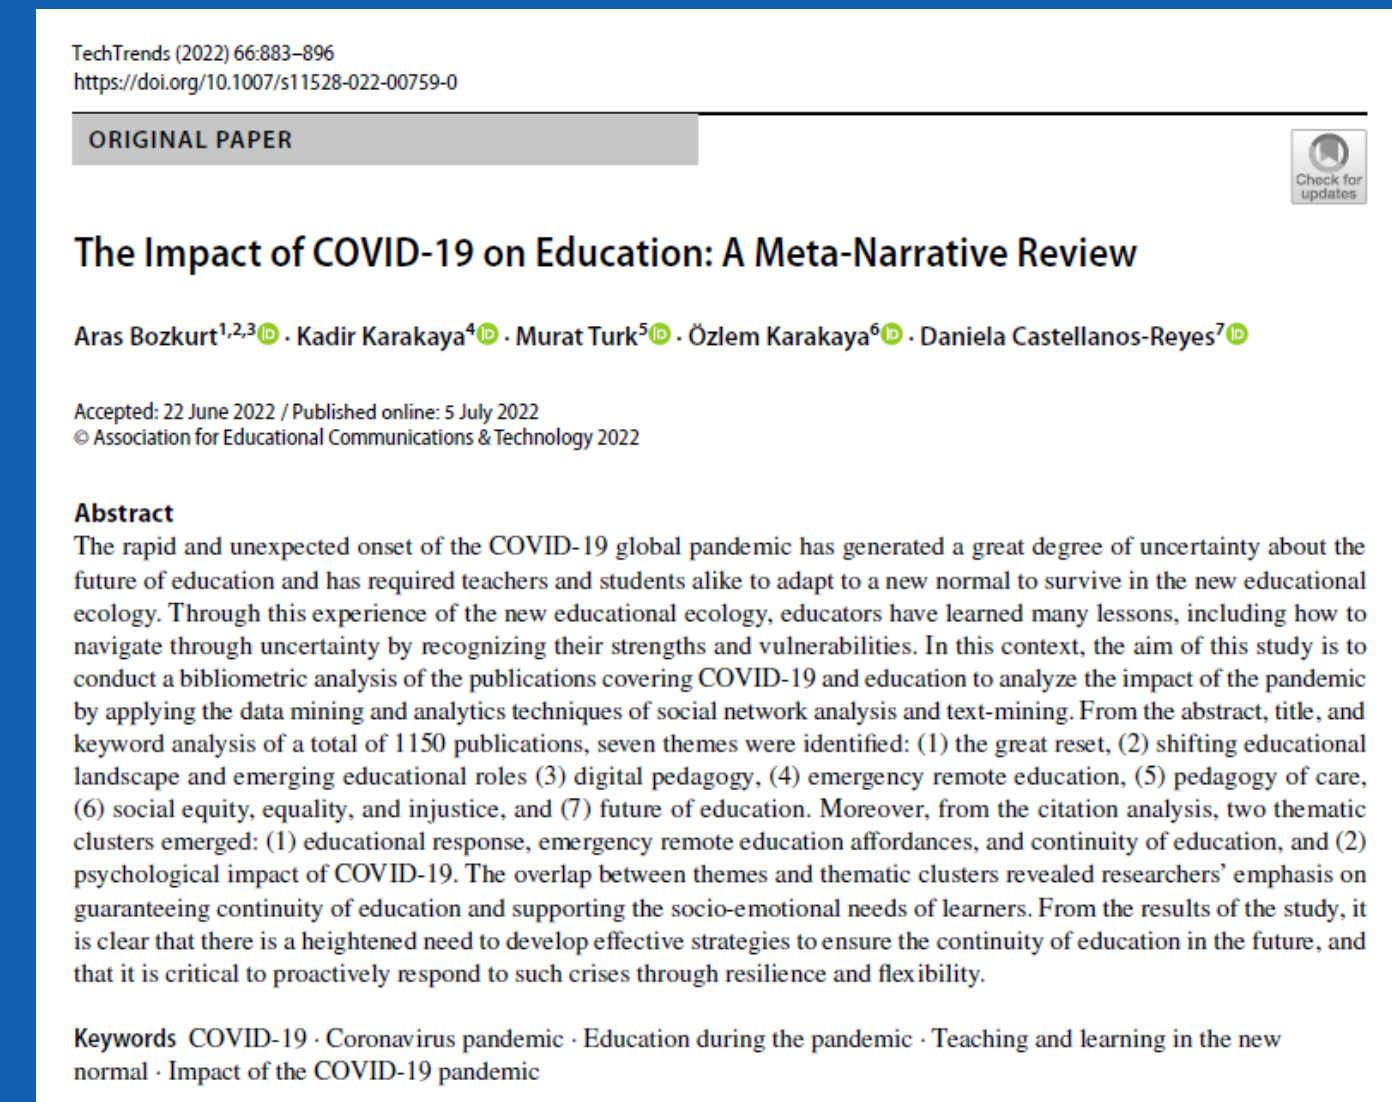 TechTrends (2022) 66:883–896
https://doi.org/10.1007/s11528-022-00759-0
ORIGINAL PAPER
Check for
updates
The Impact of COVID-19 on Education: A Meta-Narrative Review
Aras Bozkurt1,2,3 iD · Kadir Karakaya4 iD · Murat Turk5 iD · Özlem Karakaya6 iD · Daniela Castellanos-Reyes7 iD
Accepted: 22 June 2022 / Published online: 5 July 2022
© Association for Educational Communications & Technology 2022
Abstract
The rapid and unexpected onset of the COVID-19 global pandemic has generated a great degree of uncertainty about the
future of education and has required teachers and students alike to adapt to a new normal to survive in the new educational
ecology. Through this experience of the new educational ecology, educators have learned many lessons, including how to
navigate through uncertainty by recognizing their strengths and vulnerabilities. In this context, the aim of this study is to
conduct a bibliometric analysis of the publications covering COVID-19 and education to analyze the impact of the pandemic
by applying the data mining and analytics techniques of social network analysis and text-mining. From the abstract, title, and
keyword analysis of a total of 1150 publications, seven themes were identified: (1) the great reset, (2) shifting educational
landscape and emerging educational roles (3) digital pedagogy, (4) emergency remote education, (5) pedagogy of care,
(6) social equity, equality, and injustice, and (7) future of education. Moreover, from the citation analysis, two thematic
clusters emerged: (1) educational response, emergency remote education affordances, and continuity of education, and (2)
psychological impact of COVID-19. The overlap between themes and thematic clusters revealed researchers’ emphasis on
guaranteeing continuity of education and supporting the socio-emotional needs of learners. From the results of the study, it
is clear that there is a heightened need to develop effective strategies to ensure the continuity of education in the future, and
that it is critical to proactively respond to such crises through resilience and flexibility.
Keywords COVID-19 · Coronavirus pandemic · Education during the pandemic · Teaching and learning in the new
normal · Impact of the COVID-19 pandemic